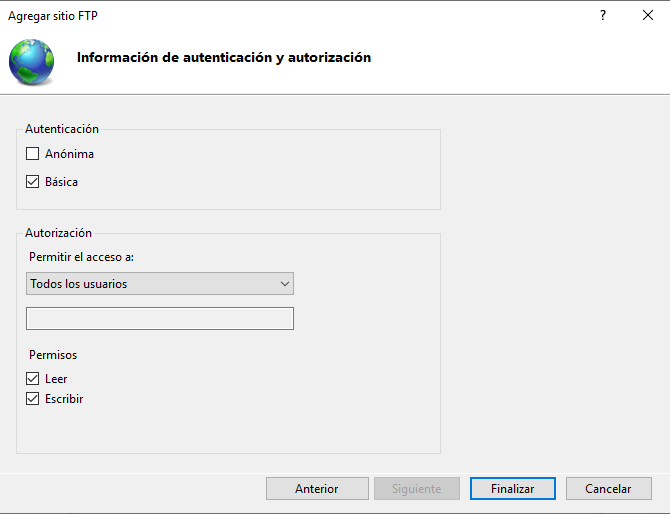 Agregar sitio FTP
?
Información de autenticación y autorización
Autenticación
Anónima
Básica
Autorización
Permitir el acceso a:
Todos los usuarios
Permisos
Leer
Escribir
Anterior Siguiente Finalizar Cancelar